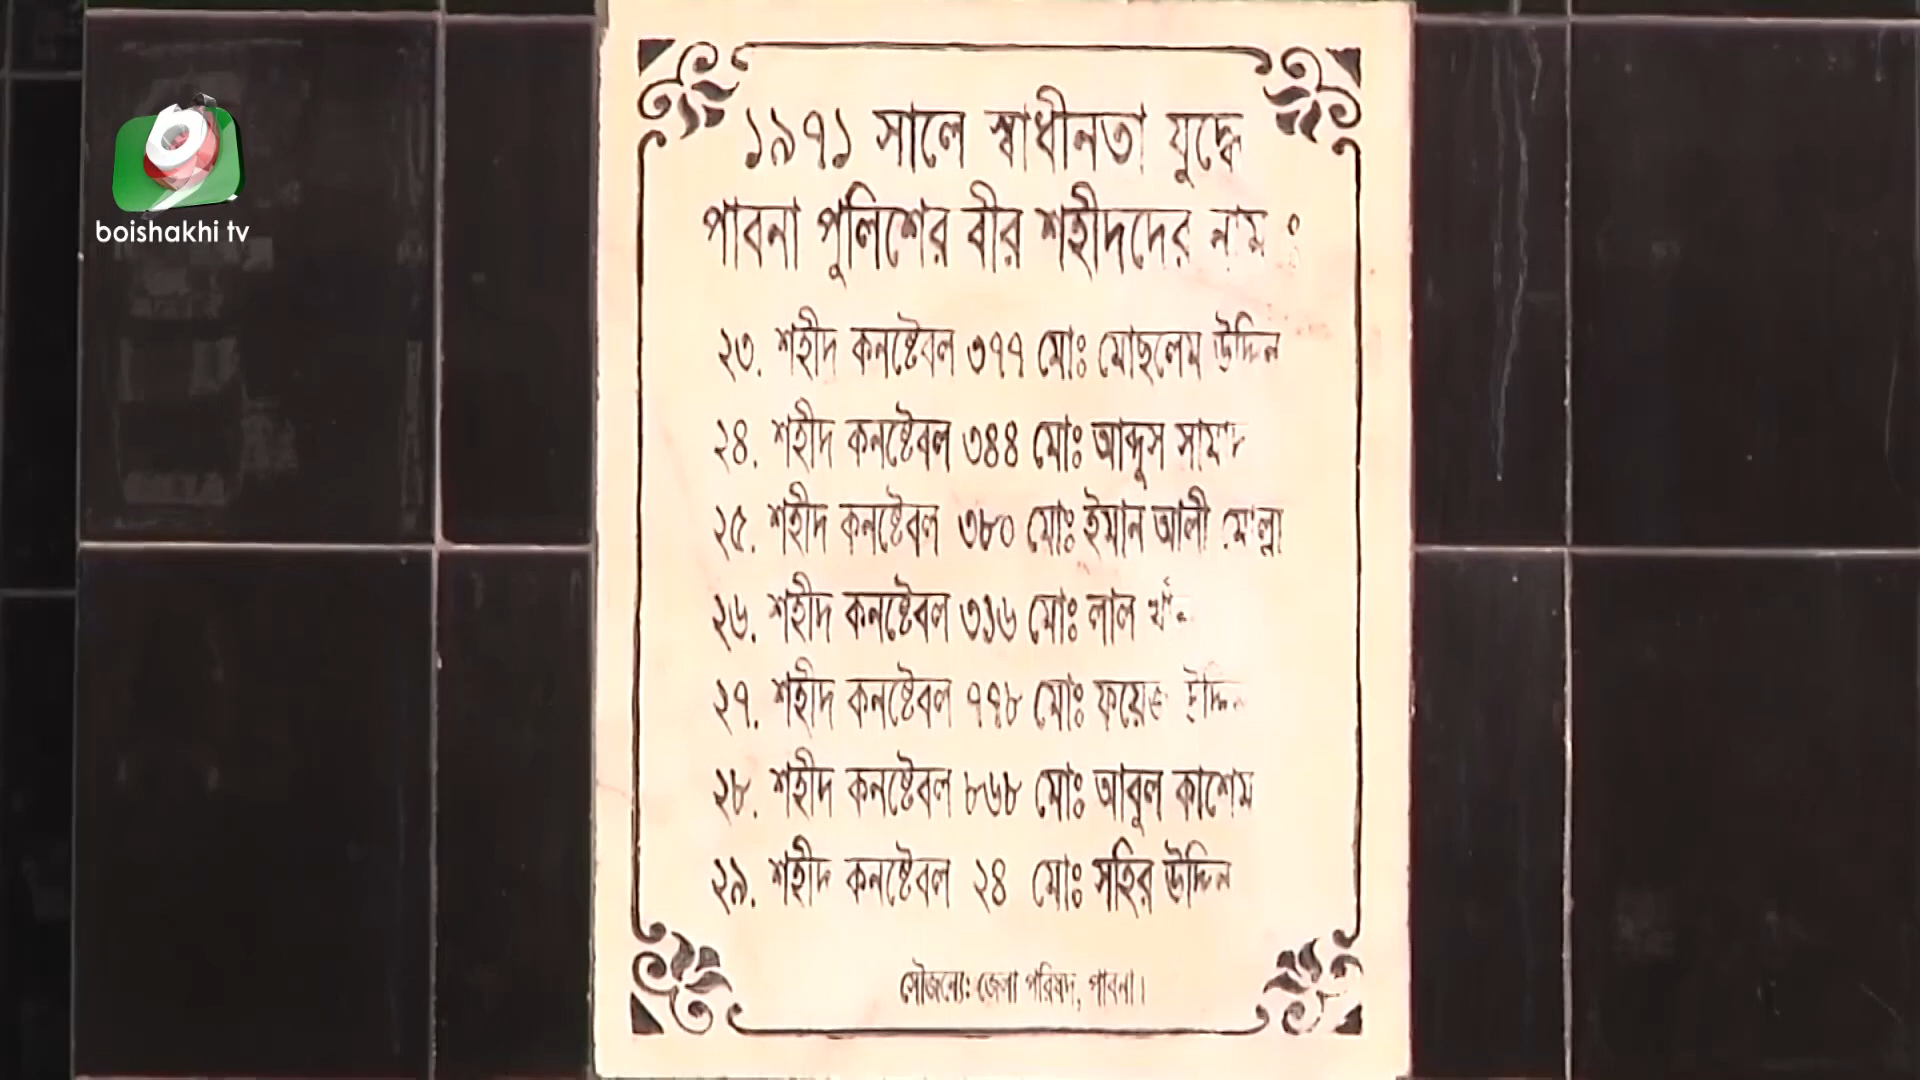 boishakhi tv
১৯৭১ সালে স্বাধীনতা যুদ্ধে
পাবনা পুলিশের বীর শহীদদের নাম ঃ
২৩. শহীদ কনষ্টেবল ৩৭৭ মোঃ মোছলেম উদ্দিন
২৪. শহীদ কনষ্টেবল ৩৪৪ মোঃ আব্দুস সামাদ
২৫. শহীদ কনষ্টেবল ৩৮০ মোঃ ইমান আলী মোল্লা
২৬. শহীদ কনষ্টেবল ৩১৬ মোঃ লাল
২৭. শহীদ কনষ্টেবল মোঃ ফয়েজ উদ্দিন
২৮. শহীদ কনষ্টেবল ৮৬৮ মোঃ আবুল কাশেম
২৯. শহীদ কনষ্টেবল ২৪ মোঃ সহির উদ্দিন
সৌজন্যেঃ জেলা পরিষদ, পাবনা।